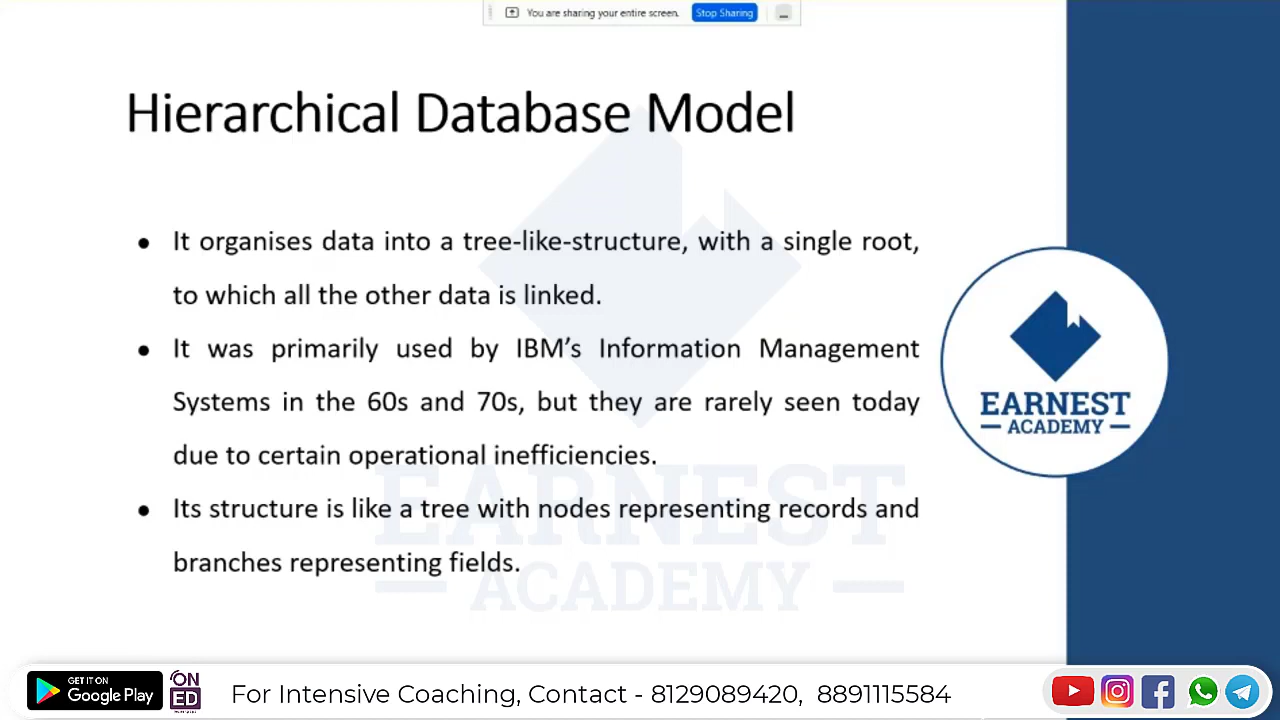 You are sharing your entire screen. Stop Sharing
Hierarchical Database Model
● It organises data into a tree-like-structure, with a single root,
to which all the other data is linked.
● It was primarily used by IBM's Information Management
Systems in the 60s and 70s, but they are rarely seen today
due to certain operational inefficiencies.
● Its structure is like a tree with nodes representing records and
branches representing fields.
EARNEST
ACADEMY
EARNEST
ACADEMY
GET IT ON
Google Play
ON
ED
For Intensive Coaching, Contact - 8129089420, 8891115584